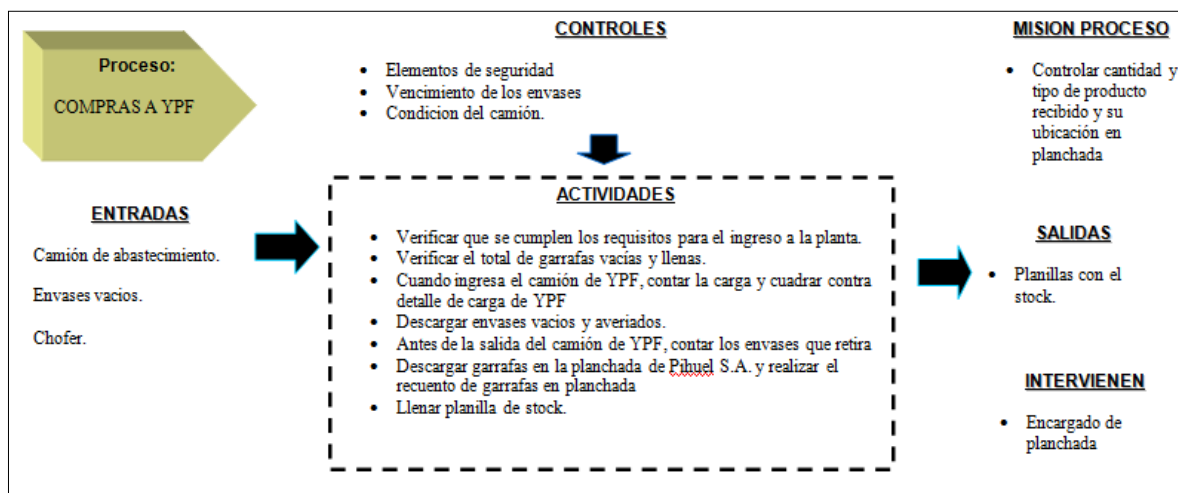 Proceso:
COMPRAS A YPF
CONTROLES
• Elementos de seguridad
• Vencimiento de los envases
• Condicion del camión.
MISION PROCESO
• Controlar cantidad y
tipo de producto
recibido y su
ubicación en
planchada
ENTRADAS
Camión de abastecimiento.
Envases vacios.
Chofer.
ACTIVIDADES
• Verificar que se cumplen los requisitos para el ingreso a la planta.
• Verificar el total de garrafas vacías y llenas.
• Cuando ingresa el camión de YPF, contar la carga y cuadrar contra
detalle de carga de YPF
• Descargar envases vacios y averiados.
• Antes de la salida del camión de YPF, contar los envases que retira
• Descargar garrafas en la planchada de Pihuel S.A. y realizar el
recuento de garrafas en planchada
• Llenar planilla de stock.
SALIDAS
• Planillas con el
stock.
INTERVIENEN
• Encargado de
planchada